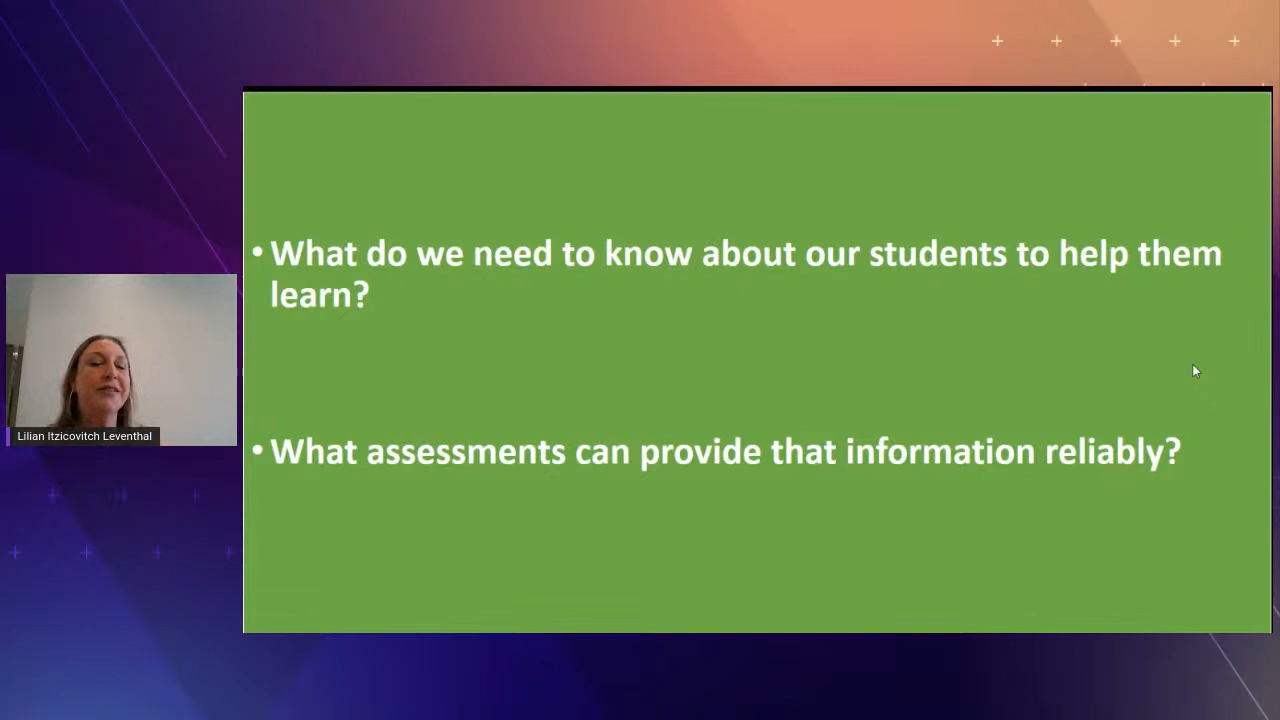 • What do we need to know about our students to help them
learn?
Lilian Itzicovitch Leventhal
• What assessments can provide that information reliably?